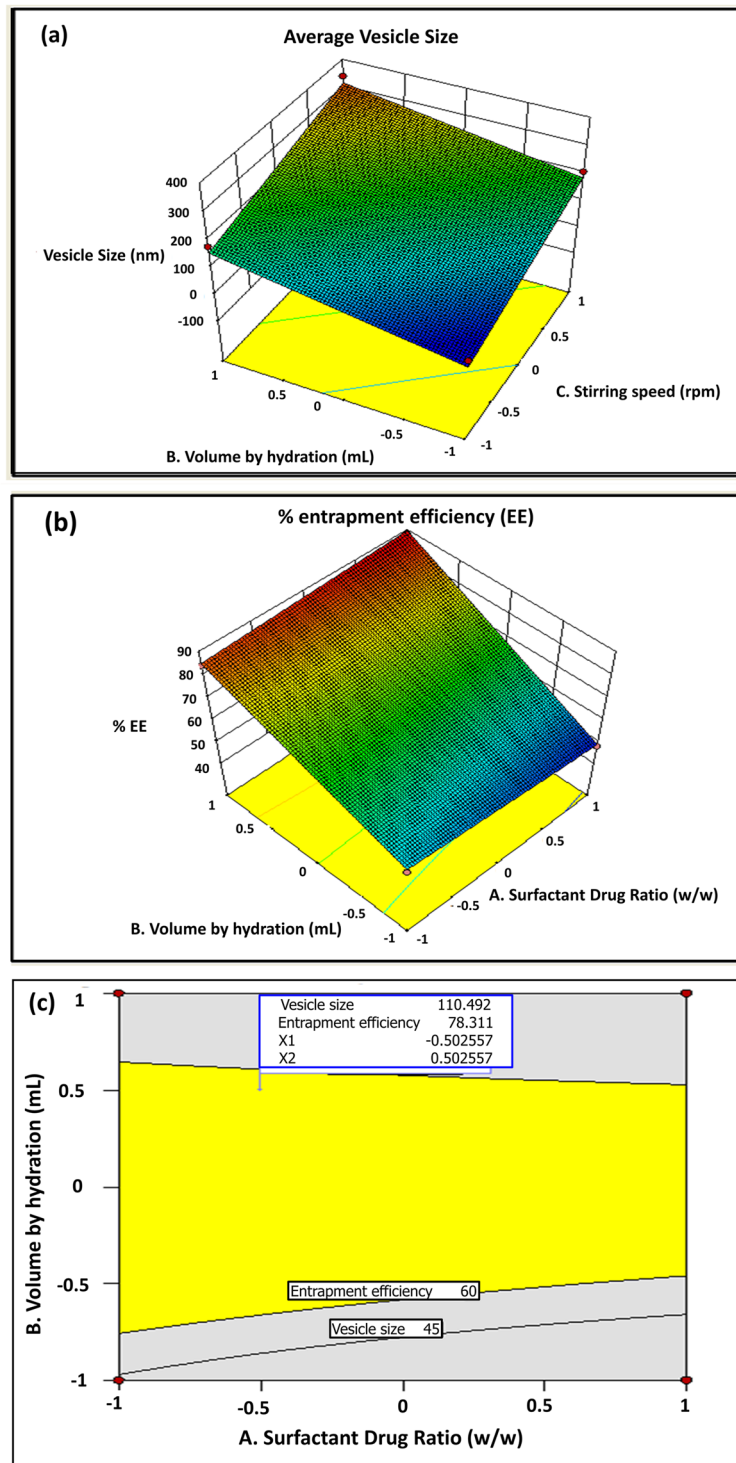 (a)
Average Vesicle Size
400
300
200
100
0
-100
Vesicle Size (nm)
1
0.5
0
-0.5
-1
B. Volume by hydration (mL)
1
0.5
0
-0.5
-1
C. Stirring speed (rpm)
(b)
% entrapment efficiency (EE)
90
80
70
60
50
40
% EE
1
0.5
0
-0.5
-1
B. Volume by hydration (mL)
1
0.5
0
-0.5
-1
A. Surfactant Drug Ratio (w/w)
(c)
B. Volume by hydration (mL)
1
0.5
0
-0.5
-1
Vesicle size 110.492
Entrapment efficiency 78.311
X1 -0.502557
X2 0.502557
Entrapment efficiency 60
Vesicle size 45
-1
-0.5
0
0.5
1
A. Surfactant Drug Ratio (w/w)